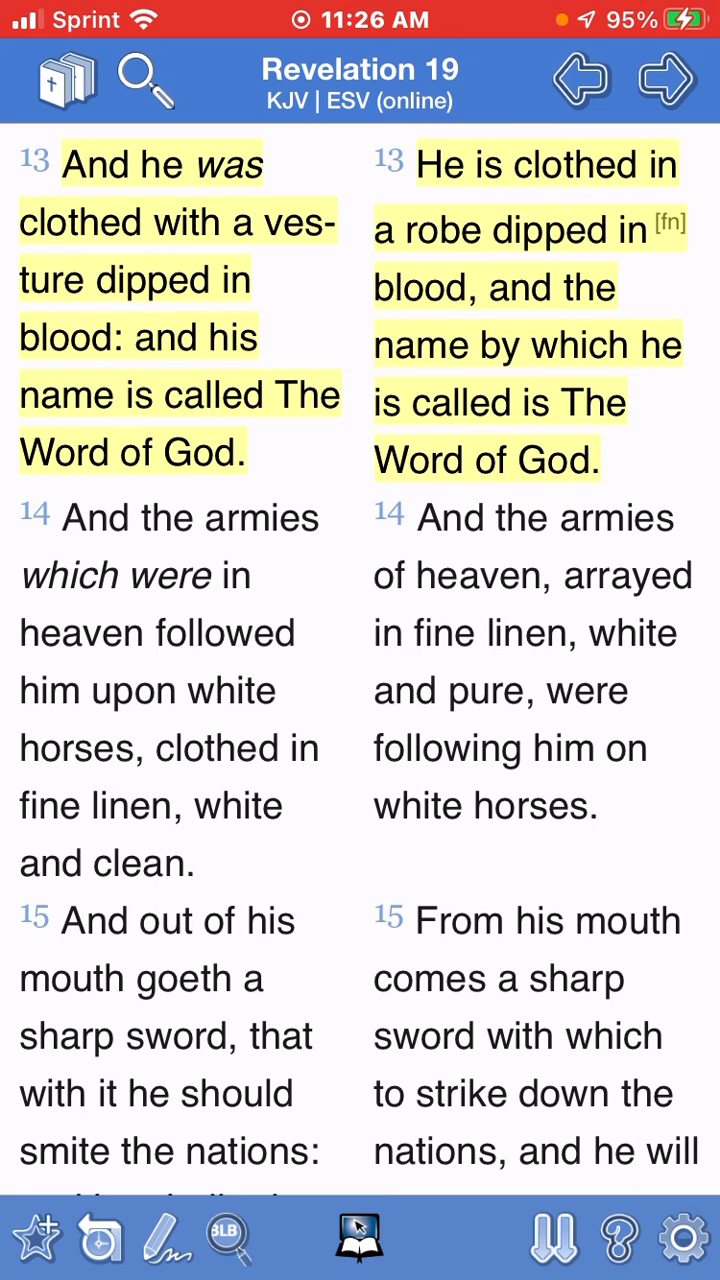 Sprint 11:26 AM 95%
Revelation 19
KJV | ESV (online)
13 And he was
clothed with a ves-
ture dipped in
blood: and his
name is called The
Word of God.
14 And the armies
which were in
heaven followed
him upon white
horses, clothed in
fine linen, white
and clean.
15 And out of his
mouth goeth a
sharp sword, that
with it he should
smite the nations:
13 He is clothed in
a robe dipped in [fn]
blood, and the
name by which he
is called is The
Word of God.
14 And the armies
of heaven, arrayed
in fine linen, white
and pure, were
following him on
white horses.
15 From his mouth
comes a sharp
sword with which
to strike down the
nations, and he will
BLB